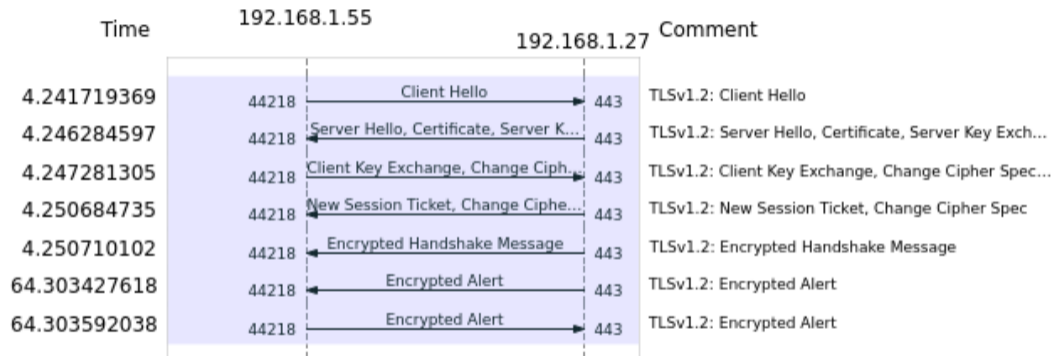 192.168.1.55
Time 192.168.1.27 Comment
4.241719369 44218 Client Hello 443 TLSv1.2: Client Hello
4.246284597 44218 Server Hello, Certificate, Server K... 443 TLSv1.2: Server Hello, Certificate, Server Key Exch...
4.247281305 44218 Client Key Exchange, Change Ciph... 443 TLSv1.2: Client Key Exchange, Change Cipher Spec...
4.250684735 44218 New Session Ticket, Change Ciphe... 443 TLSv1.2: New Session Ticket, Change Cipher Spec
4.250710102 44218 Encrypted Handshake Message 443 TLSv1.2: Encrypted Handshake Message
64.303427618 44218 Encrypted Alert 443 TLSv1.2: Encrypted Alert
64.303592038 44218 Encrypted Alert 443 TLSv1.2: Encrypted Alert